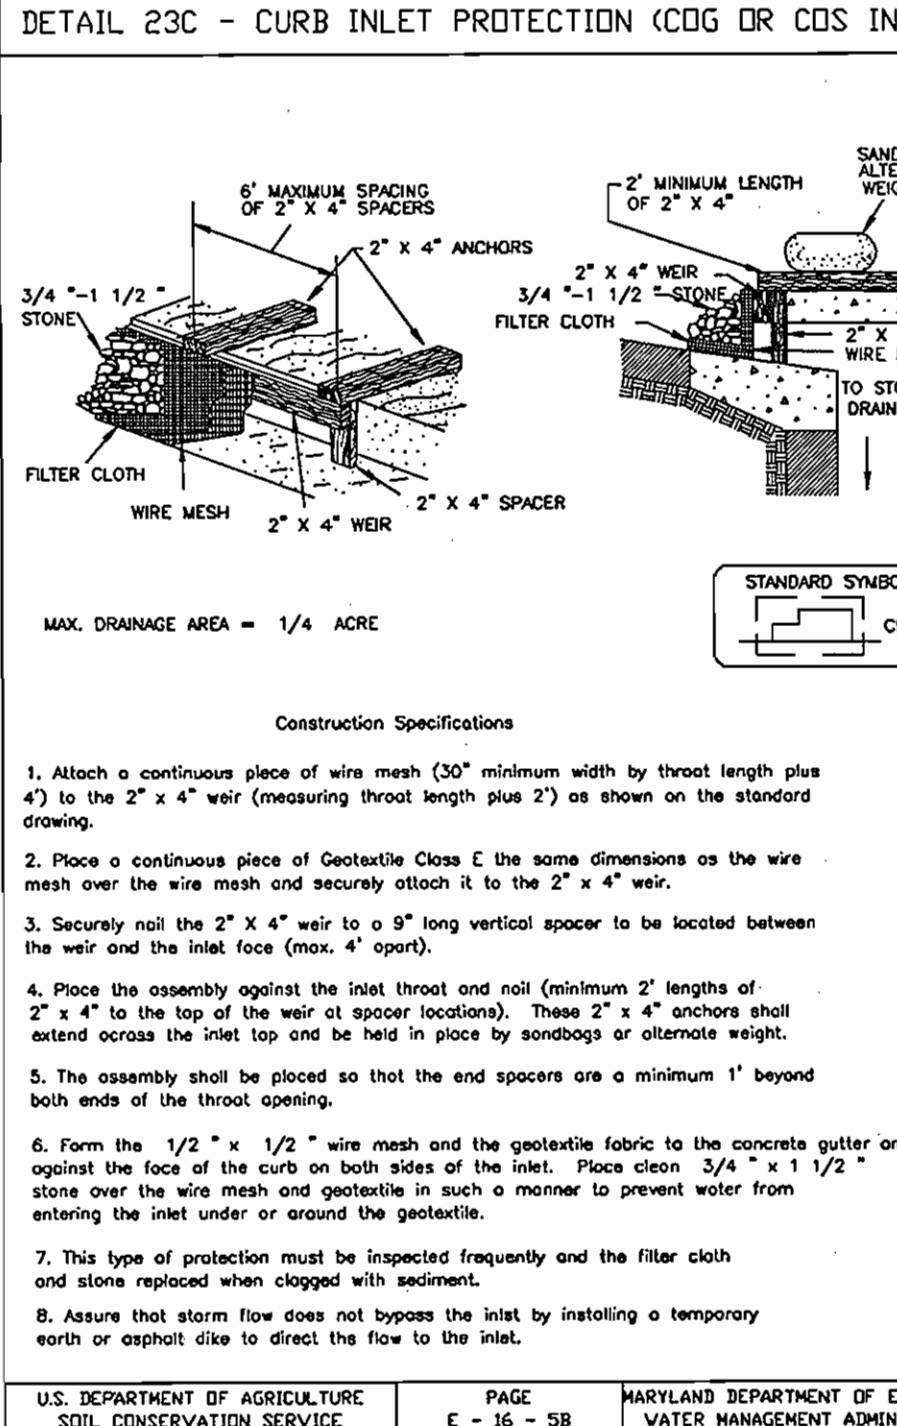 DETAIL 23C - CURB INLET PROTECTION (COG OR COS IN
6' MAXIMUM SPACING
OF 2" X 4" SPACERS
2" X 4" ANCHORS
3/4 "-1 1/2 "
STONE
FILTER CLOTH
WIRE MESH
2" X 4" WEIR
2" X 4" SPACER
2' MINIMUM LENGTH
OF 2" X 4"
2" X 4" WEIR
3/4 "-1 1/2 " STONE
FILTER CLOTH
2" X
WIRE
DRAIN
MAX. DRAINAGE AREA = 1/4 ACRE
STANDARD
Construction Specifications
1. Attach a continuous piece of wire mesh (30" minimum width by throat length plus
4') to the 2" x 4" weir (measuring throat length plus 2') as shown on the standard
drawing.
2. Place a continuous piece of Geotextile Class E the same dimensions as the wire
mesh over the wire mesh and securely attach it to the 2" x 4" weir.
3. Securely nail the 2" X 4" weir to a 9" long vertical spacer to be located between
the weir and the inlet face (max. 4' apart).
4. Place the assembly against the inlet throat and nail (minimum 2' lengths of
2" x 4" to the top of the weir at spacer locations). These 2" x 4" anchors shall
extend across the inlet top and be held in place by sandbags or alternate weight.
5. The assembly shall be placed so that the end spacers are a minimum 1' beyond
both ends of the throat opening.
6. Form the 1/2 " x 1/2 " wire mesh and the geotextile fabric to the concrete gutter
against the face of the curb on both sides of the inlet. Place clean 3/4 " x 1 1/2 "
stone over the wire mesh and geotextile in such a manner to prevent water from
entering the inlet under or around the geotextile.
7. This type of protection must be inspected frequently and the filter cloth
and stone replaced when clogged with sediment.
8. Assure that storm flow does not bypass the inlet by installing a temporary
earth or asphalt dike to direct the flow to the inlet.
U.S. DEPARTMENT OF AGRICULTURE
SOIL CONSERVATION SERVICE
PAGE
E - 16 - 5B
MARYLAND DEPARTMENT OF E
WATER MANAGEMENT ADMIN